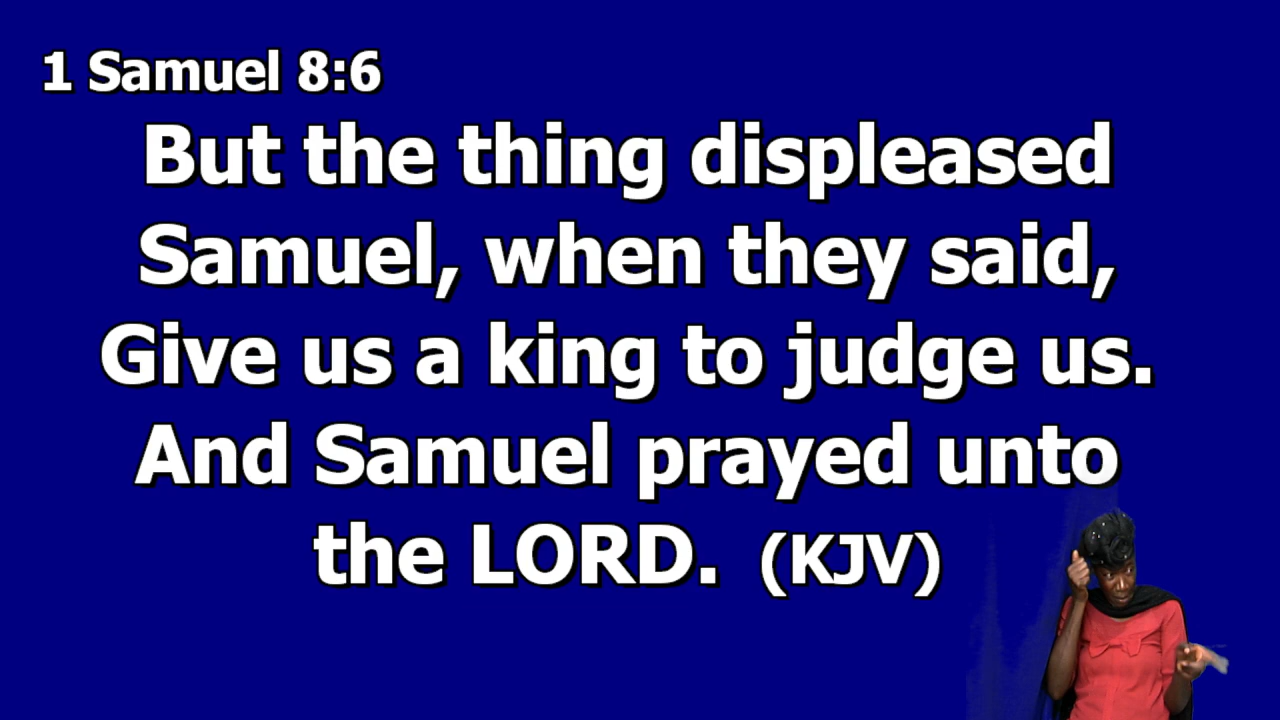 1 Samuel 8:6
But the thing displeased
Samuel, when they said,
Give us a king to judge us.
And Samuel prayed unto
the LORD. (KJV)